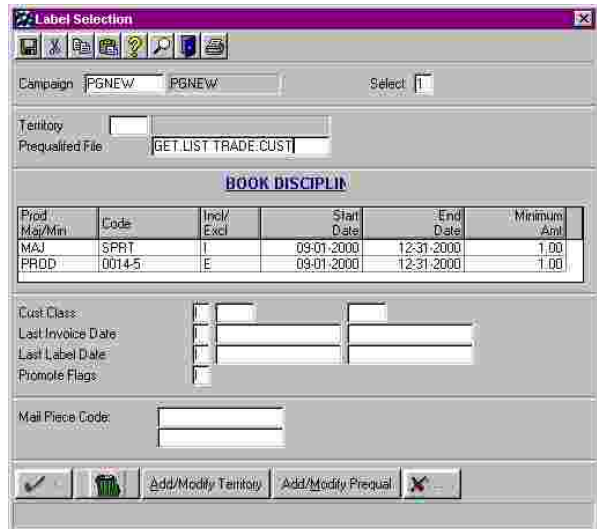 Label Selection
Campaign PGNEW PGNEW Select 1
Territory
Prequalifed File GET.LIST TRADE.CUST
BOOK DISCIPLIN
Prod Maj/Min Code Incl/ Excl Start Date End Date Minimum Amt
MAJ SPRT I 09-01-2000 12-31-2000 1.00
PROD 0014-5 E 09-01-2000 12-31-2000 1.00
Cust Class I
Last Invoice Date I
Last Label Date I
Promote Flags I
Mail Piece Code:
Add/Modify Territory Add/Modify Prequal